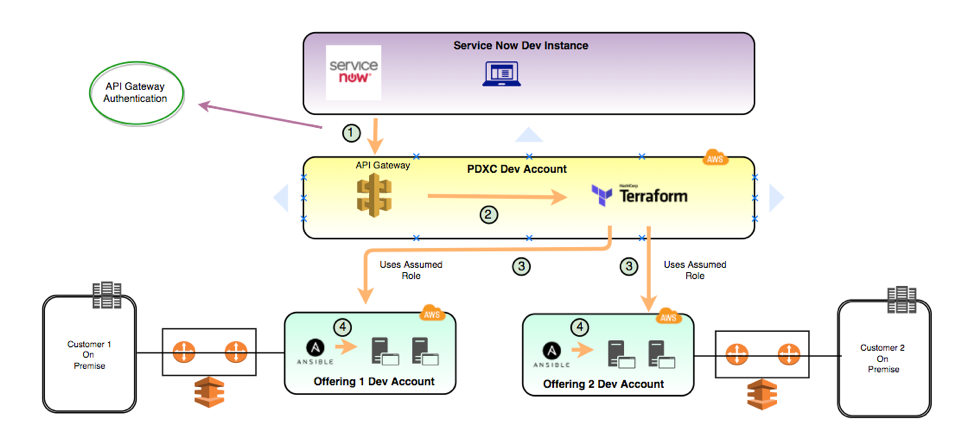 Service Now Dev Instance
service
now
API Gateway
Authentication
1
API Gateway
PDXC Dev Account
AWS
HashiCorp
Terraform
2
Uses Assumed
Role
3
3
Uses Assumed
Role
Customer 1
On
Premise
4
AWS
ANSIBLE
Offering 1 Dev Account
4
AWS
ANSIBLE
Offering 2 Dev Account
Customer 2
On
Premise